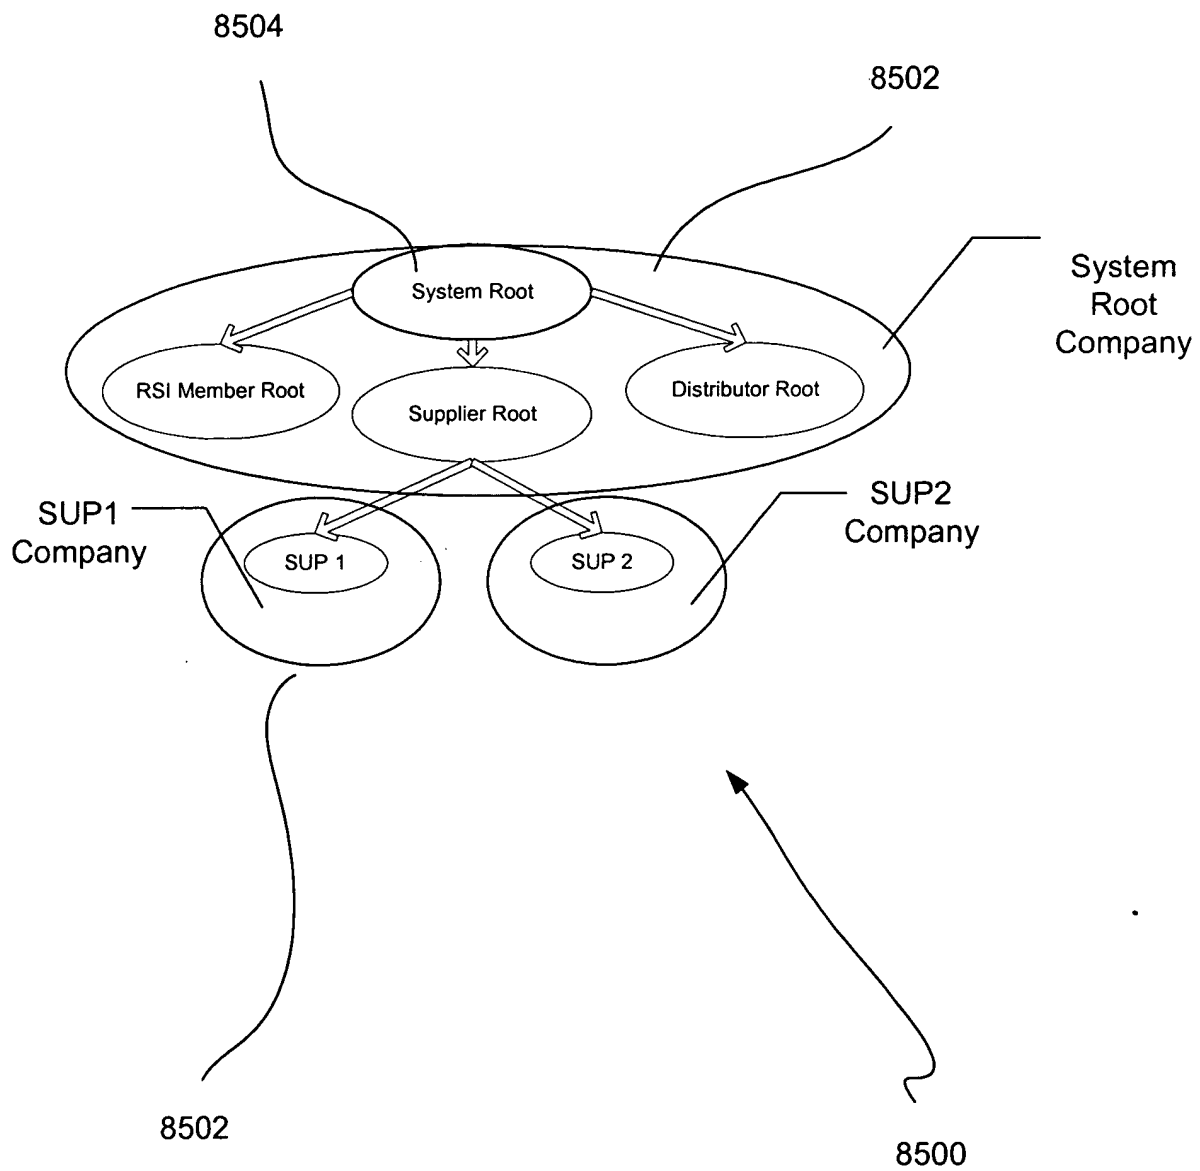 8504
8502
System Root
System
Root
Company
RSI Member Root
Supplier Root
Distributor Root
SUP1
Company
SUP2
Company
SUP 1
SUP 2
8502
8500